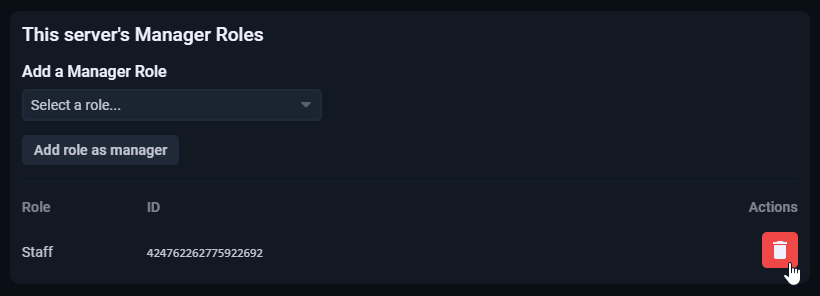 This server's Manager Roles
Add a Manager Role
Select a role...
Add role as manager
Role ID Actions
Staff 424762262775922692